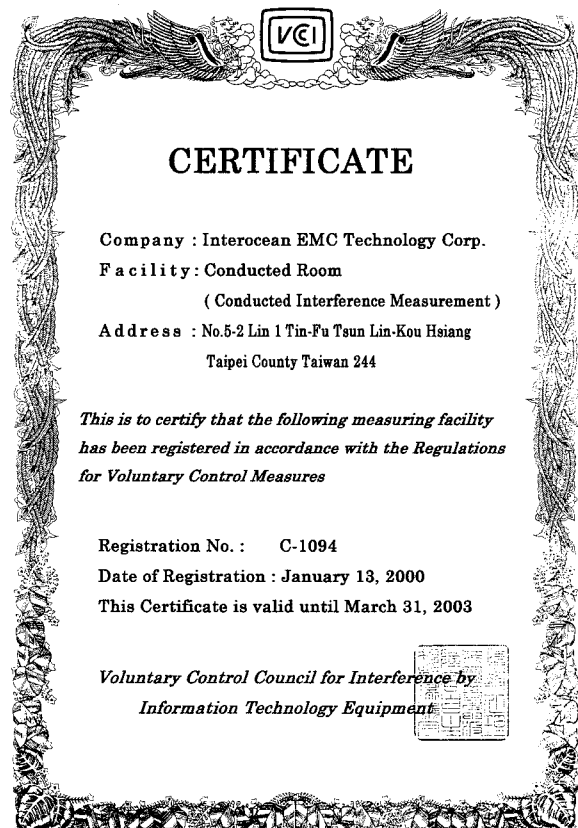 VCCI
CERTIFICATE
Company : Interocean EMC Technology Corp.
Facility : Conducted Room
( Conducted Interference Measurement )
Address : No.5-2 Lin 1 Tin-Fu Tsun Lin-Kou Hsiang
Taipei County Taiwan 244
This is to certify that the following measuring facility
has been registered in accordance with the Regulations
for Voluntary Control Measures
Registration No. : C-1094
Date of Registration : January 13, 2000
This Certificate is valid until March 31, 2003
Voluntary Control Council for Interference by
Information Technology Equipment